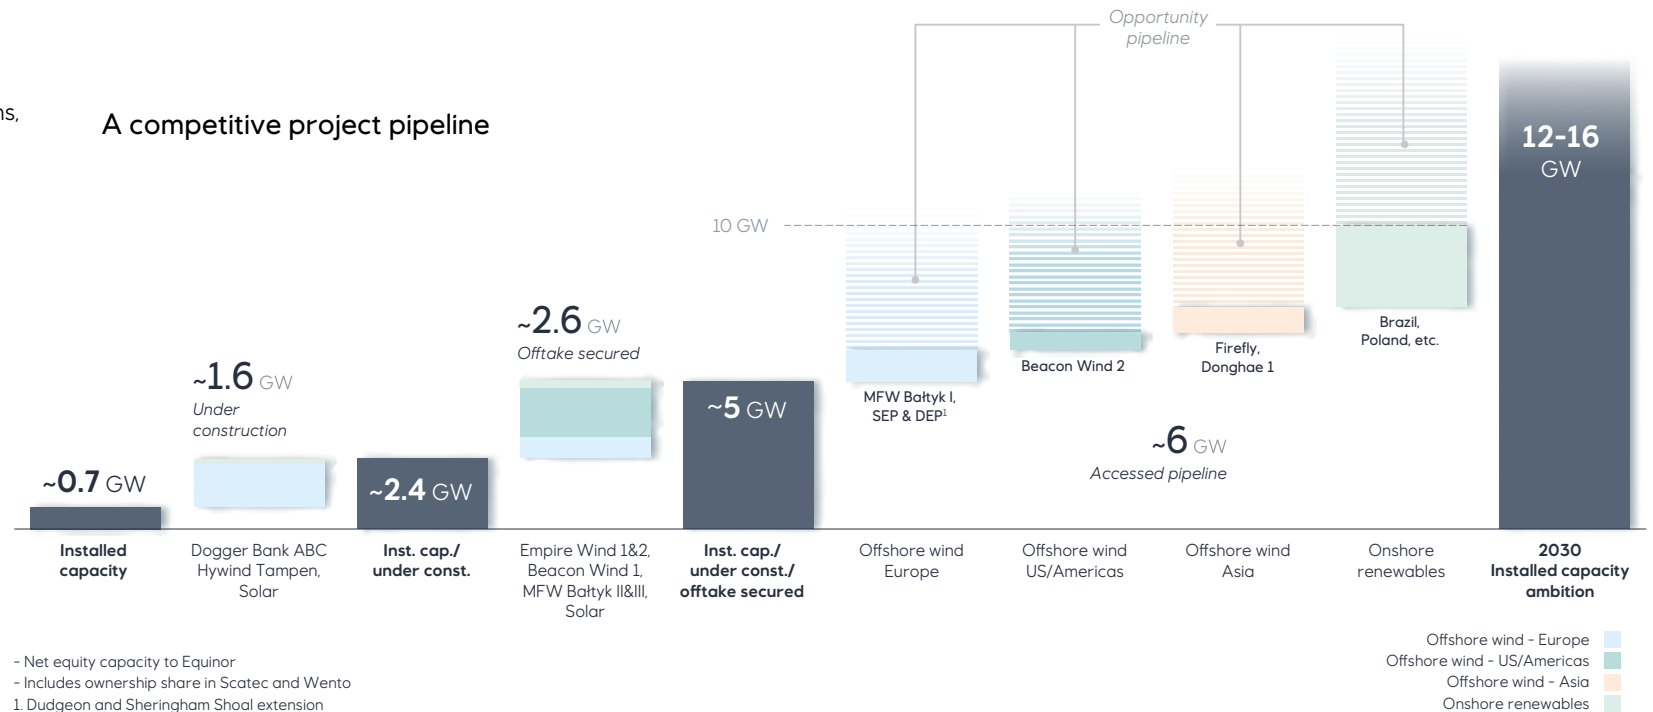 Opportunity
pipeline
ns,
A competitive project pipeline
12-16
GW
10 GW
~2.6 GW
Offtake secured
~1.6 GW
Under
construction
~0.7 GW
~2.4 GW
~5 GW
MFW Bałtyk I,
SEP & DEP¹
Beacon Wind 2
Firefly,
Donghae 1
Brazil,
Poland, etc.
~6 GW
Accessed pipeline
Installed
capacity
Dogger Bank ABC
Hywind Tampen,
Solar
Inst. cap./
under const.
Empire Wind 1&2,
Beacon Wind 1,
MFW Bałtyk II&III,
Solar
Inst. cap./
under const./
offtake secured
Offshore wind
Europe
Offshore wind
US/Americas
Offshore wind
Asia
Onshore
renewables
2030
Installed capacity
ambition
- Net equity capacity to Equinor
- Includes ownership share in Scatec and Wento
1. Dudgeon and Sheringham Shoal extension
Offshore wind - Europe
Offshore wind - US/Americas
Offshore wind - Asia
Onshore renewables